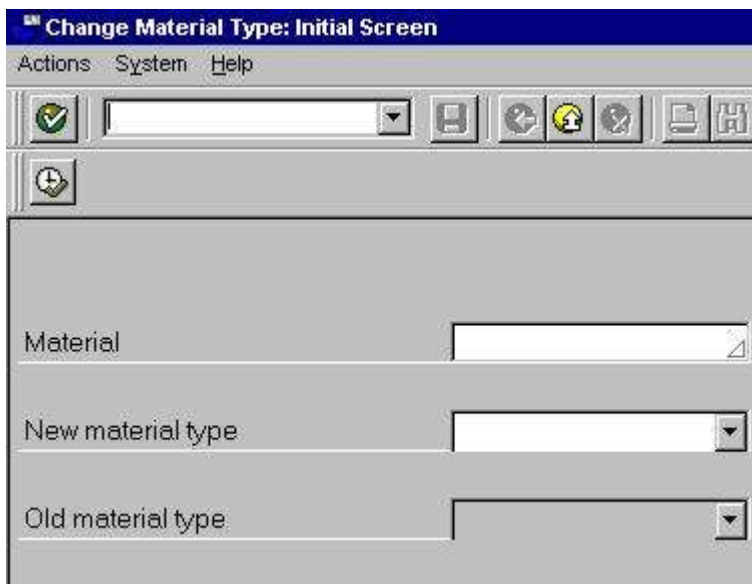 Change Material Type: Initial Screen
Actions System Help
Material
New material type
Old material type